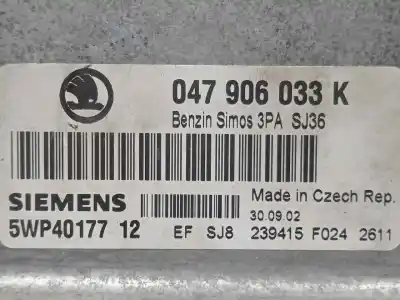 047 906 033 K
Benzin Simos 3PA SJ36
SIEMENS
Made in Czech Rep.
30.09.02
5WP40177 12
EF SJ8
239415 F024 2611